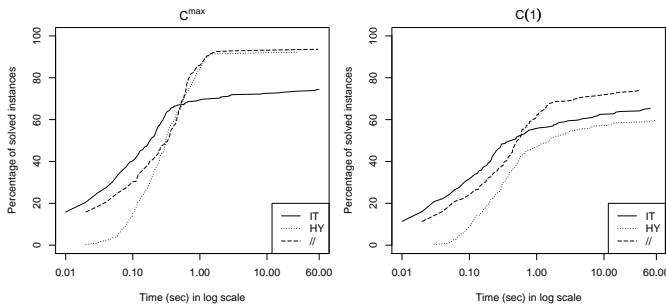 C^max
Percentage of solved instances
100
80
60
40
20
0
IT
HY
//
0.01
0.10
1.00
10.00
60.00
Time (sec) in log scale
C(1)
Percentage of solved instances
100
80
60
40
20
0
IT
HY
//
0.01
0.10
1.00
10.00
60.00
Time (sec) in log scale